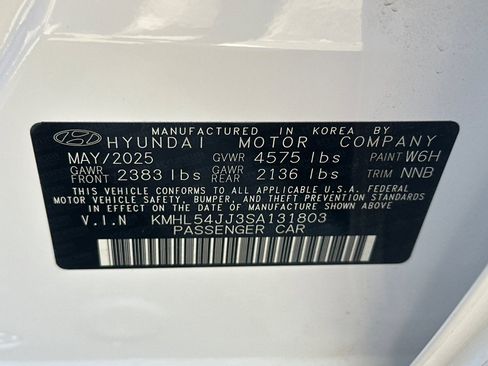 MANUFACTURED IN KOREA BY
HYUNDAI MOTOR COMPANY
MAY/2025 GVWR 4575 lbs PAINT W6H
GAWR FRONT 2383 lbs GAWR REAR 2136 lbs TRIM NNB
THIS VEHICLE CONFORMS TO ALL APPLICABLE U.S.A. FEDERAL
MOTOR VEHICLE SAFETY, BUMPER, AND THEFT PREVENTION STANDARDS
IN EFFECT ON THE DATE OF MANUFACTURE SHOWN ABOVE.
V.I.N KMHL54JJ3SA131803
PASSENGER CAR